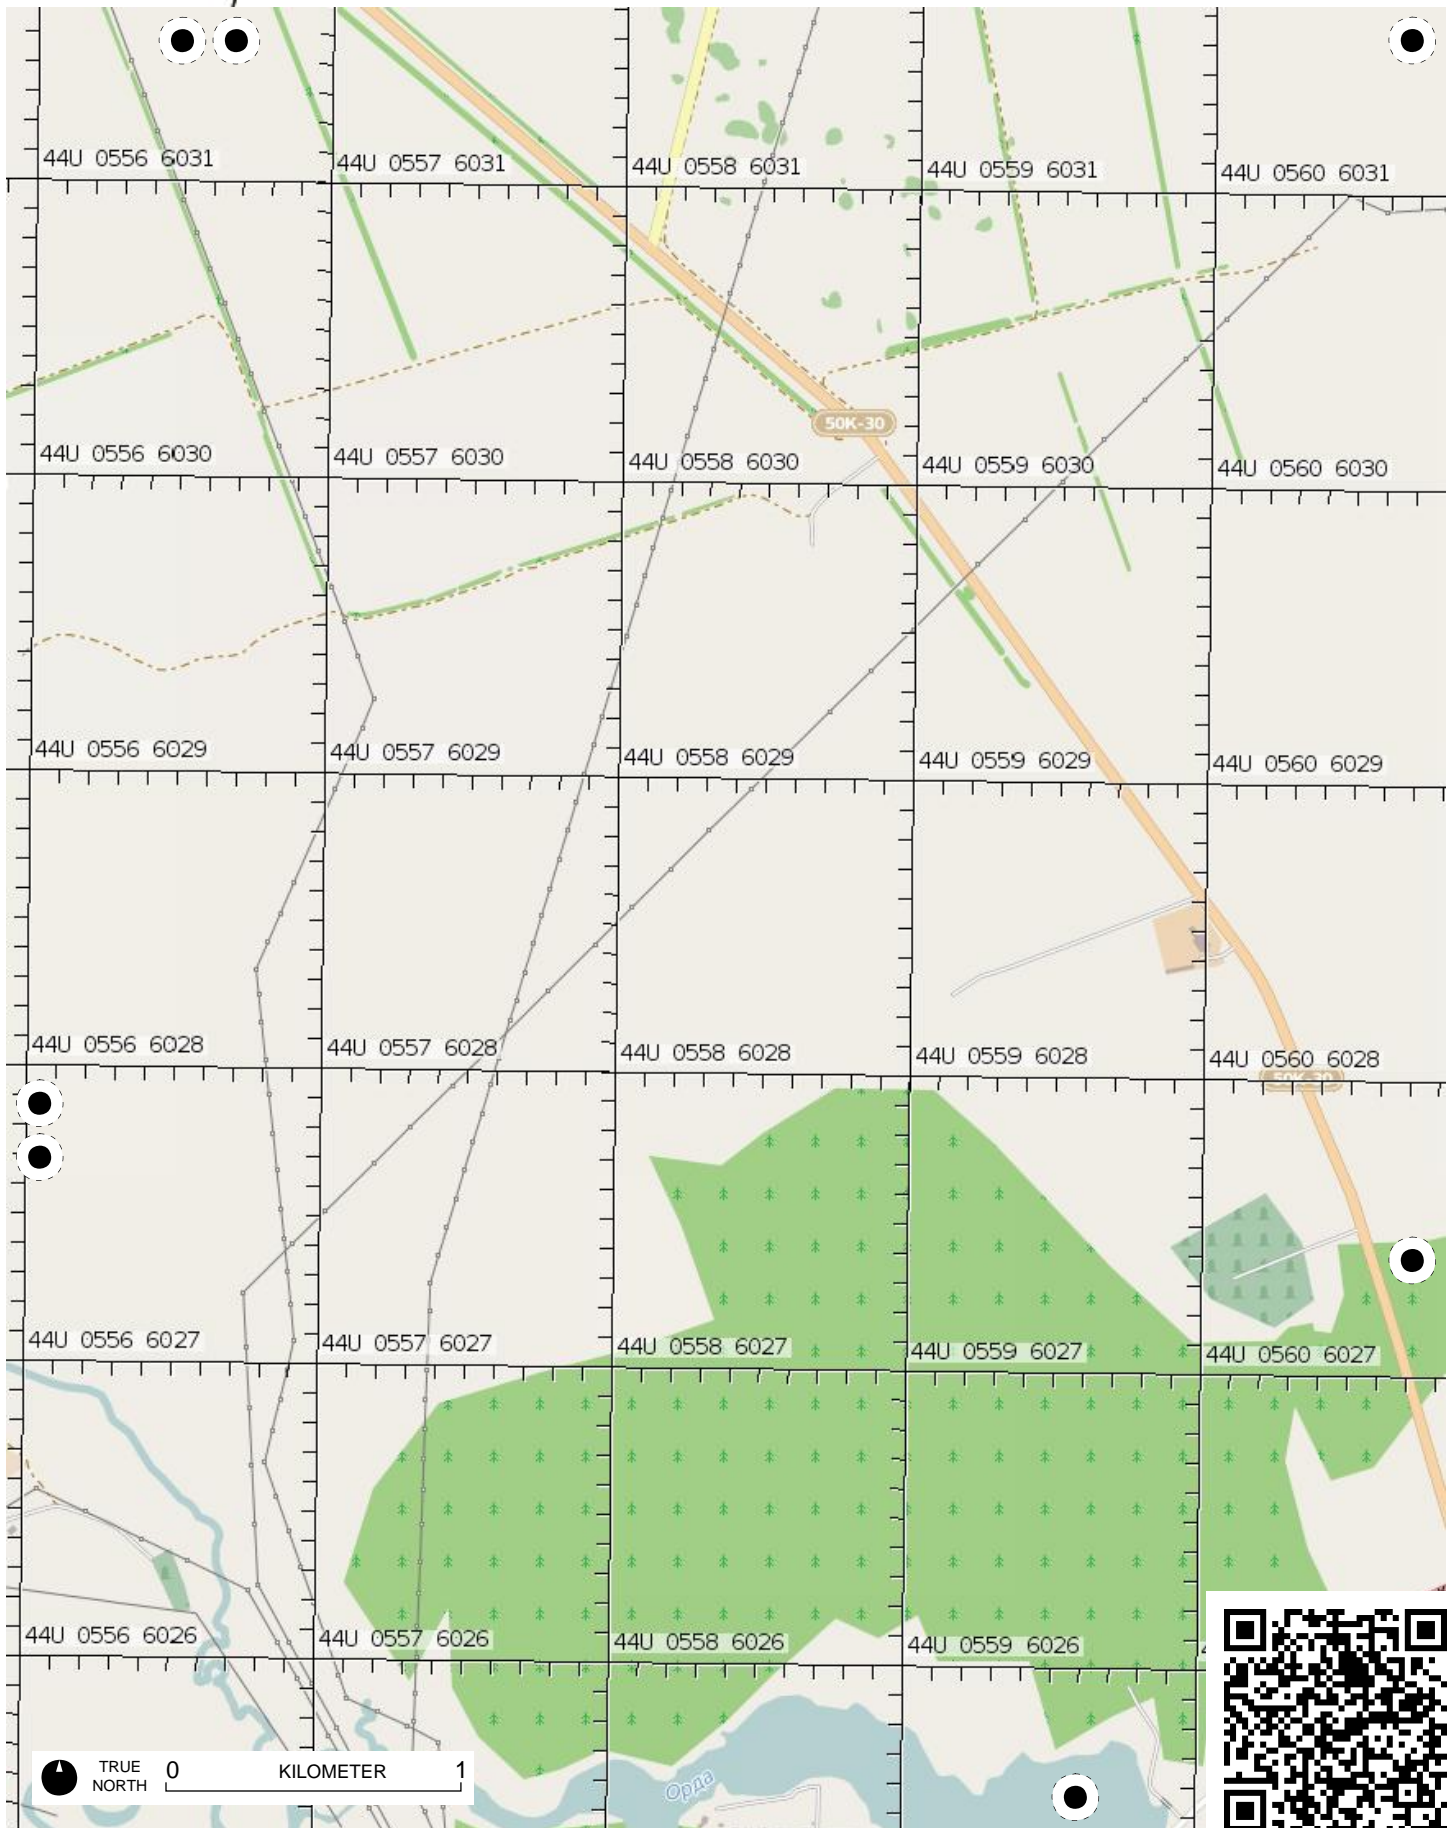 44U 0556 6031
44U 0557 6031
44U 0558 6031
44U 0559 6031
44U 0560 6031
50K-30
44U 0556 6030
44U 0557 6030
44U 0558 6030
44U 0559 6030
44U 0560 6030
44U 0556 6029
44U 0557 6029
44U 0558 6029
44U 0559 6029
44U 0560 6029
44U 0556 6028
44U 0557 6028
44U 0558 6028
44U 0559 6028
44U 0560 6028
50K-30
44U 0556 6027
44U 0557 6027
44U 0558 6027
44U 0559 6027
44U 0560 6027
44U 0556 6026
44U 0557 6026
44U 0558 6026
44U 0559 6026
TRUE NORTH
0 KILOMETER 1
Орда